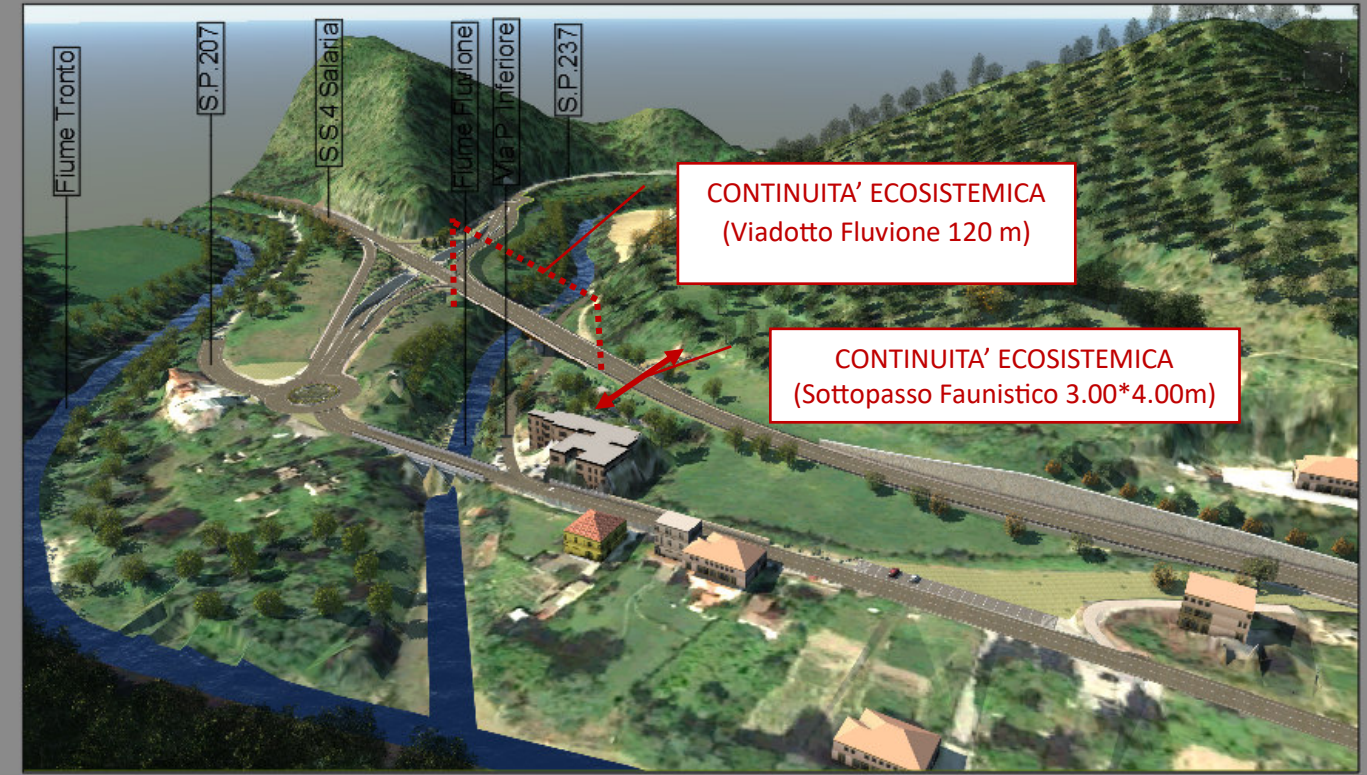 Fiume Tronto
S.P.207
S.S.4 Salaria
Fiume Fluvione
Via P. Inferiore
S.P.237
CONTINUITA’ ECOSISTEMICA
(Viadotto Fluvione 120 m)
CONTINUITA’ ECOSISTEMICA
(Sottopasso Faunistico 3.00*4.00m)